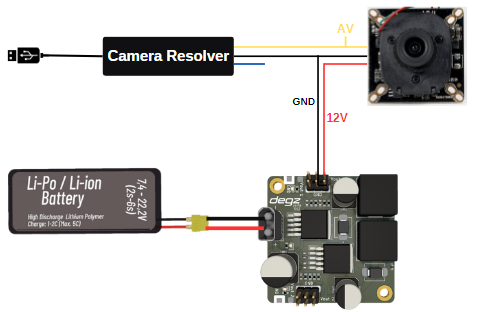 AV
Camera Resolver
GND
12V
Li-Po / Li-ion
Battery
7.4 - 22.2V
(2s-6s)
High Discharge Lithium Polymer
Charge: 1-2C (Max. 5C)
degz